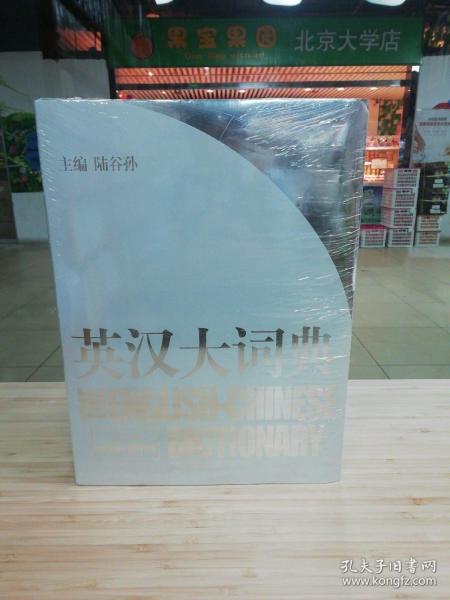 果宝果园 北京大学店
主编 陆谷孙
英汉大词典
THE ENGLISH-CHINESE
DICTIONARY
孔夫子旧书网
www.kongfz.com